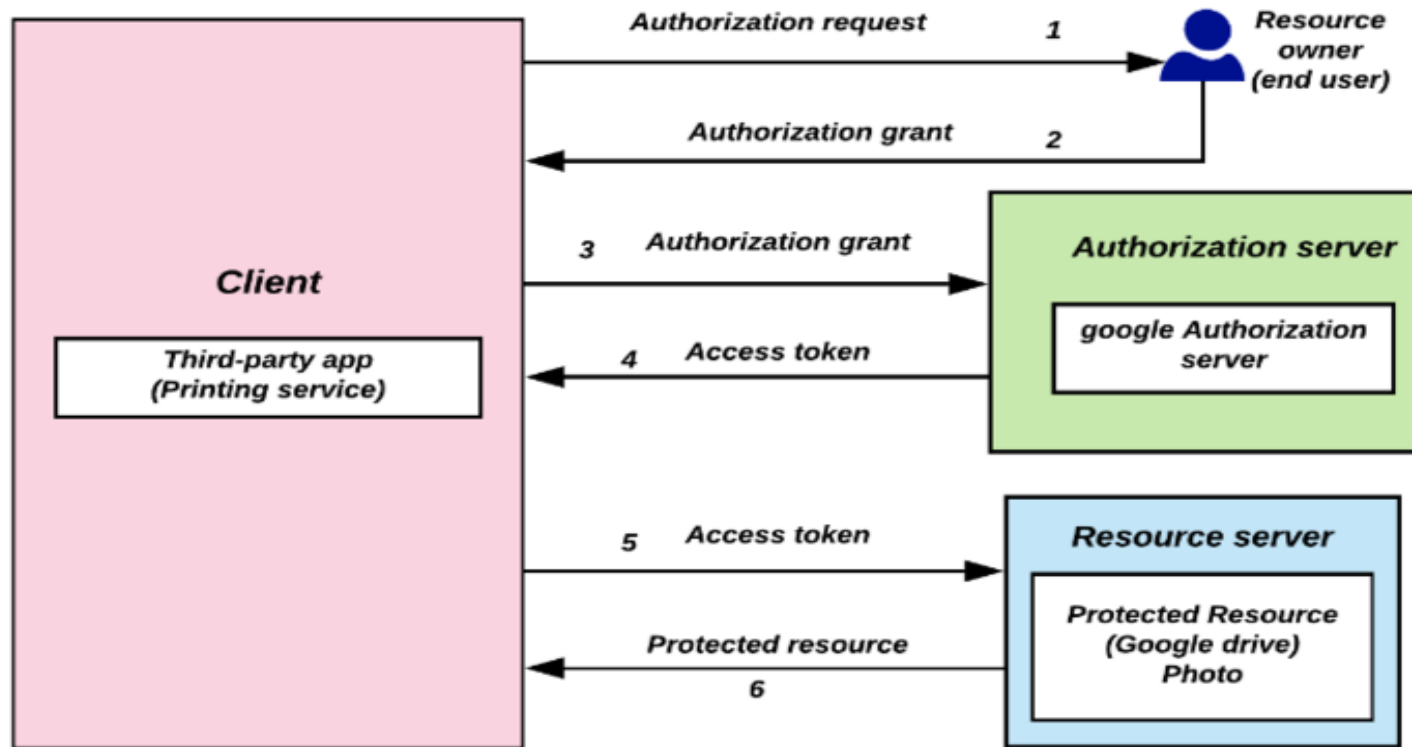 Authorization request 1
Resource
owner
(end user)
Authorization grant 2
3 Authorization grant
Authorization server
Client
google Authorization
server
4 Access token
Third-party app
(Printing service)
5 Access token
Resource server
Protected Resource
(Google drive)
Photo
Protected resource
6